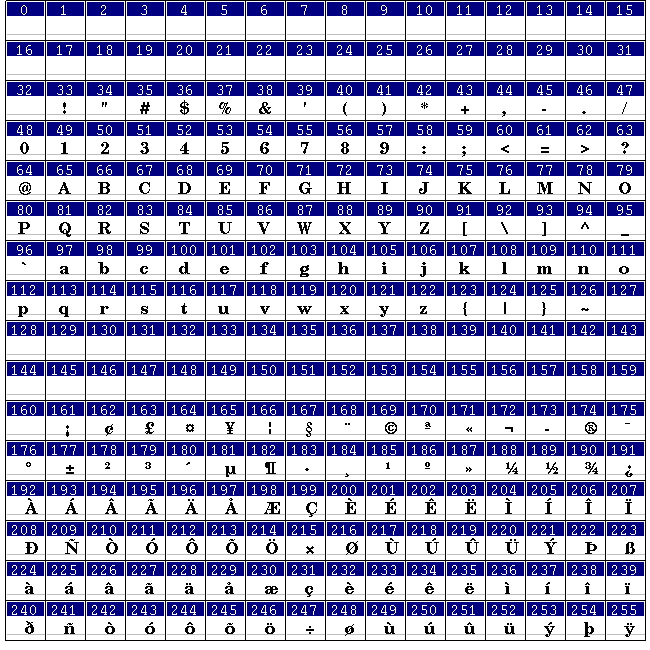 0 1 2 3 4 5 6 7 8 9 10 11 12 13 14 15
16 17 18 19 20 21 22 23 24 25 26 27 28 29 30 31
32 33 34 35 36 37 38 39 40 41 42 43 44 45 46 47
! " # $ % & ' ( ) * + , - . /
48 49 50 51 52 53 54 55 56 57 58 59 60 61 62 63
0 1 2 3 4 5 6 7 8 9 : ; < = > ?
64 65 66 67 68 69 70 71 72 73 74 75 76 77 78 79
@ A B C D E F G H I J K L M N O
80 81 82 83 84 85 86 87 88 89 90 91 92 93 94 95
P Q R S T U V W X Y Z [ \ ] ^ _
96 97 98 99 100 101 102 103 104 105 106 107 108 109 110 111
` a b c d e f g h i j k l m n o
112 113 114 115 116 117 118 119 120 121 122 123 124 125 126 127
p q r s t u v w x y z { | } ~
128 129 130 131 132 133 134 135 136 137 138 139 140 141 142 143
144 145 146 147 148 149 150 151 152 153 154 155 156 157 158 159
160 161 162 163 164 165 166 167 168 169 170 171 172 173 174 175
¡ ¢ £ ¤ ¥ ¦ § ¨ © ª « ¬ - ® ¯
176 177 178 179 180 181 182 183 184 185 186 187 188 189 190 191
° ± ² ³ ´ µ ¶ · ¸ ¹ º » ¼ ½ ¾ ¿
192 193 194 195 196 197 198 199 200 201 202 203 204 205 206 207
À Á Â Ã Ä Å Æ Ç È É Ê Ë Ì Í Î Ï
208 209 210 211 212 213 214 215 216 217 218 219 220 221 222 223
Ð Ñ Ò Ó Ô Õ Ö × Ø Ù Ú Û Ü Ý Þ ß
224 225 226 227 228 229 230 231 232 233 234 235 236 237 238 239
à á â ã ä å æ ç è é ê ë ì í î ï
240 241 242 243 244 245 246 247 248 249 250 251 252 253 254 255
ð ñ ò ó ô õ ö ÷ ø ù ú û ü ý þ ÿ